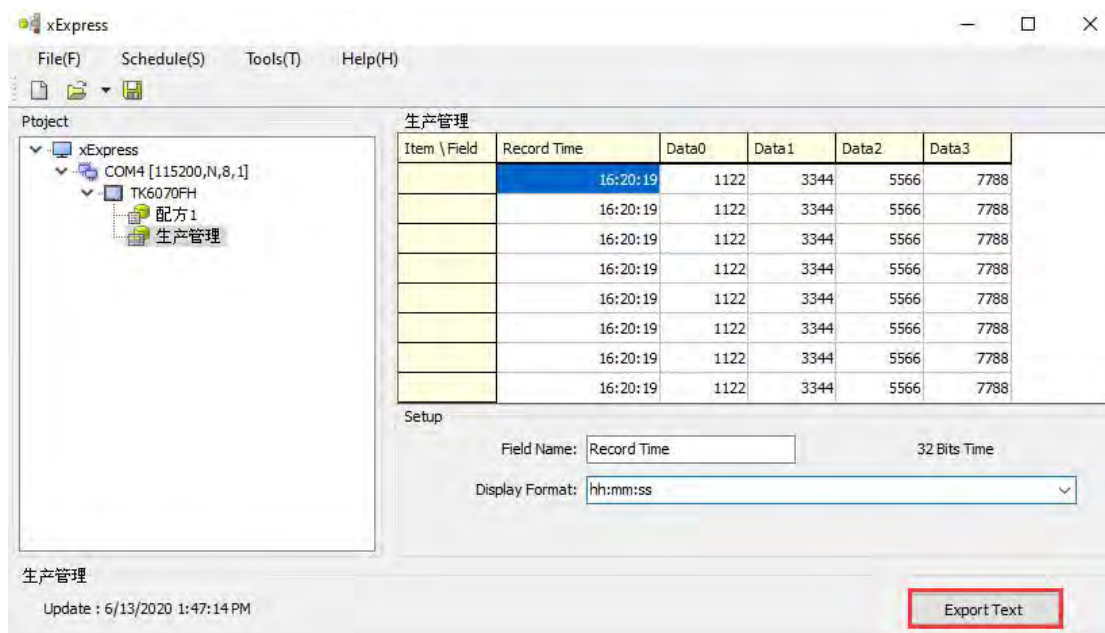 xExpress
File(F) Schedule(S) Tools(T) Help(H)
Ptoject
xExpress
COM4 [115200,N,8,1]
TK6070FH
配方1
生产管理
生产管理
Item \ Field Record Time Data0 Data1 Data2 Data3
16:20:19 1122 3344 5566 7788
16:20:19 1122 3344 5566 7788
16:20:19 1122 3344 5566 7788
16:20:19 1122 3344 5566 7788
16:20:19 1122 3344 5566 7788
16:20:19 1122 3344 5566 7788
16:20:19 1122 3344 5566 7788
16:20:19 1122 3344 5566 7788
Setup
Field Name: Record Time 32 Bits Time
Display Format: hh:mm:ss
生产管理
Update : 6/13/2020 1:47:14 PM
Export Text